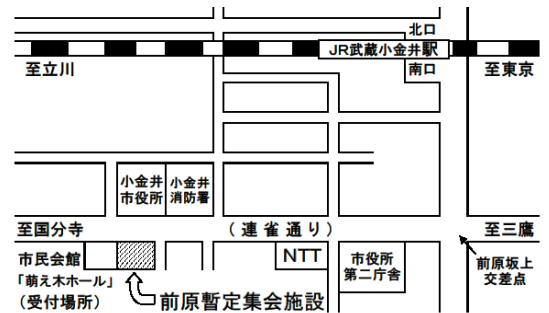 北口
JR武蔵小金井駅
至立川
南口
至東京
小金井
市役所
小金井
消防署
至国分寺
(連雀通り)
至三鷹
市民会館
「萌え木ホール」
(受付場所)
NTT
市役所
第二庁舎
前原坂上
交差点
前原暫定集会施設